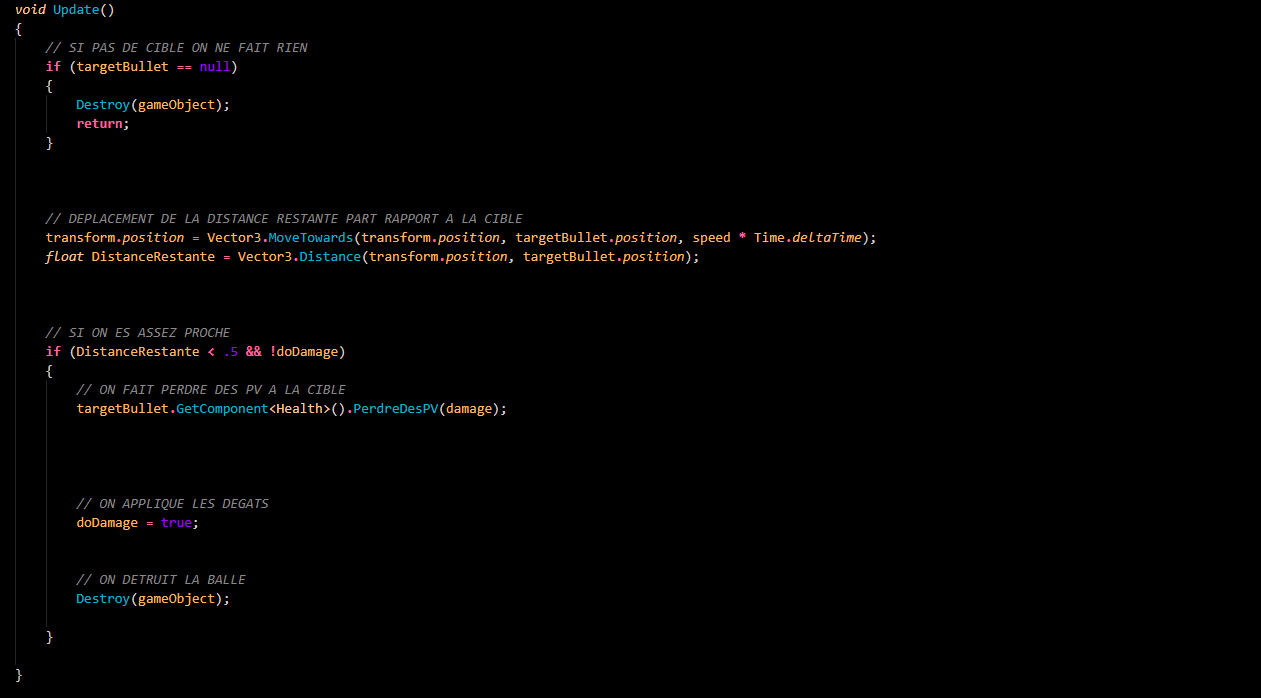 void Update()
{
// SI PAS DE CIBLE ON NE FAIT RIEN
if (targetBullet == null)
{
Destroy(gameObject);
return;
}
// DEPLACEMENT DE LA DISTANCE RESTANTE PART RAPPORT A LA CIBLE
transform.position = Vector3.MoveTowards(transform.position, targetBullet.position, speed * Time.deltaTime);
float DistanceRestante = Vector3.Distance(transform.position, targetBullet.position);
// SI ON ES ASSEZ PROCHE
if (DistanceRestante < .5 && !doDamage)
{
// ON FAIT PERDRE DES PV A LA CIBLE
targetBullet.GetComponent<Health>().PerdreDesPV(damage);
// ON APPLIQUE LES DEGATS
doDamage = true;
// ON DETRUIT LA BALLE
Destroy(gameObject);
}
}